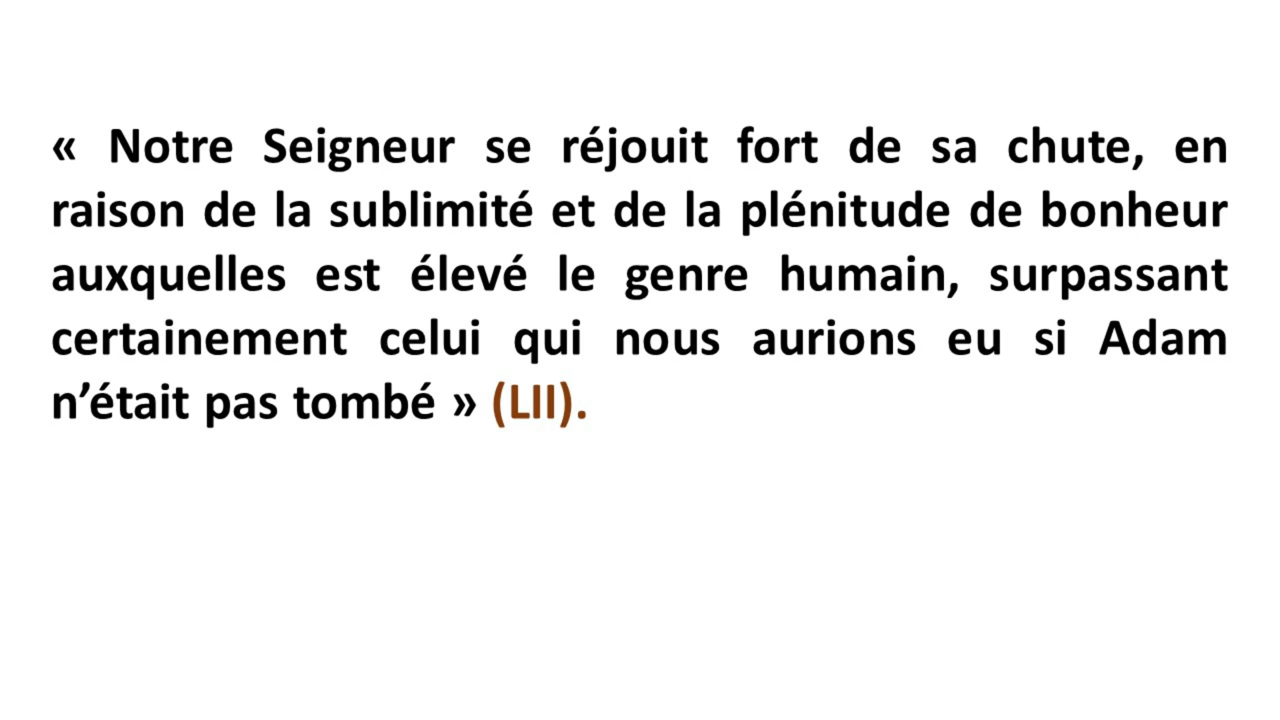 « Notre Seigneur se réjouit fort de sa chute, en
raison de la sublimité et de la plénitude de bonheur
auxquelles est élevé le genre humain, surpassant
certainement celui qui nous aurions eu si Adam
n’était pas tombé » (LII).